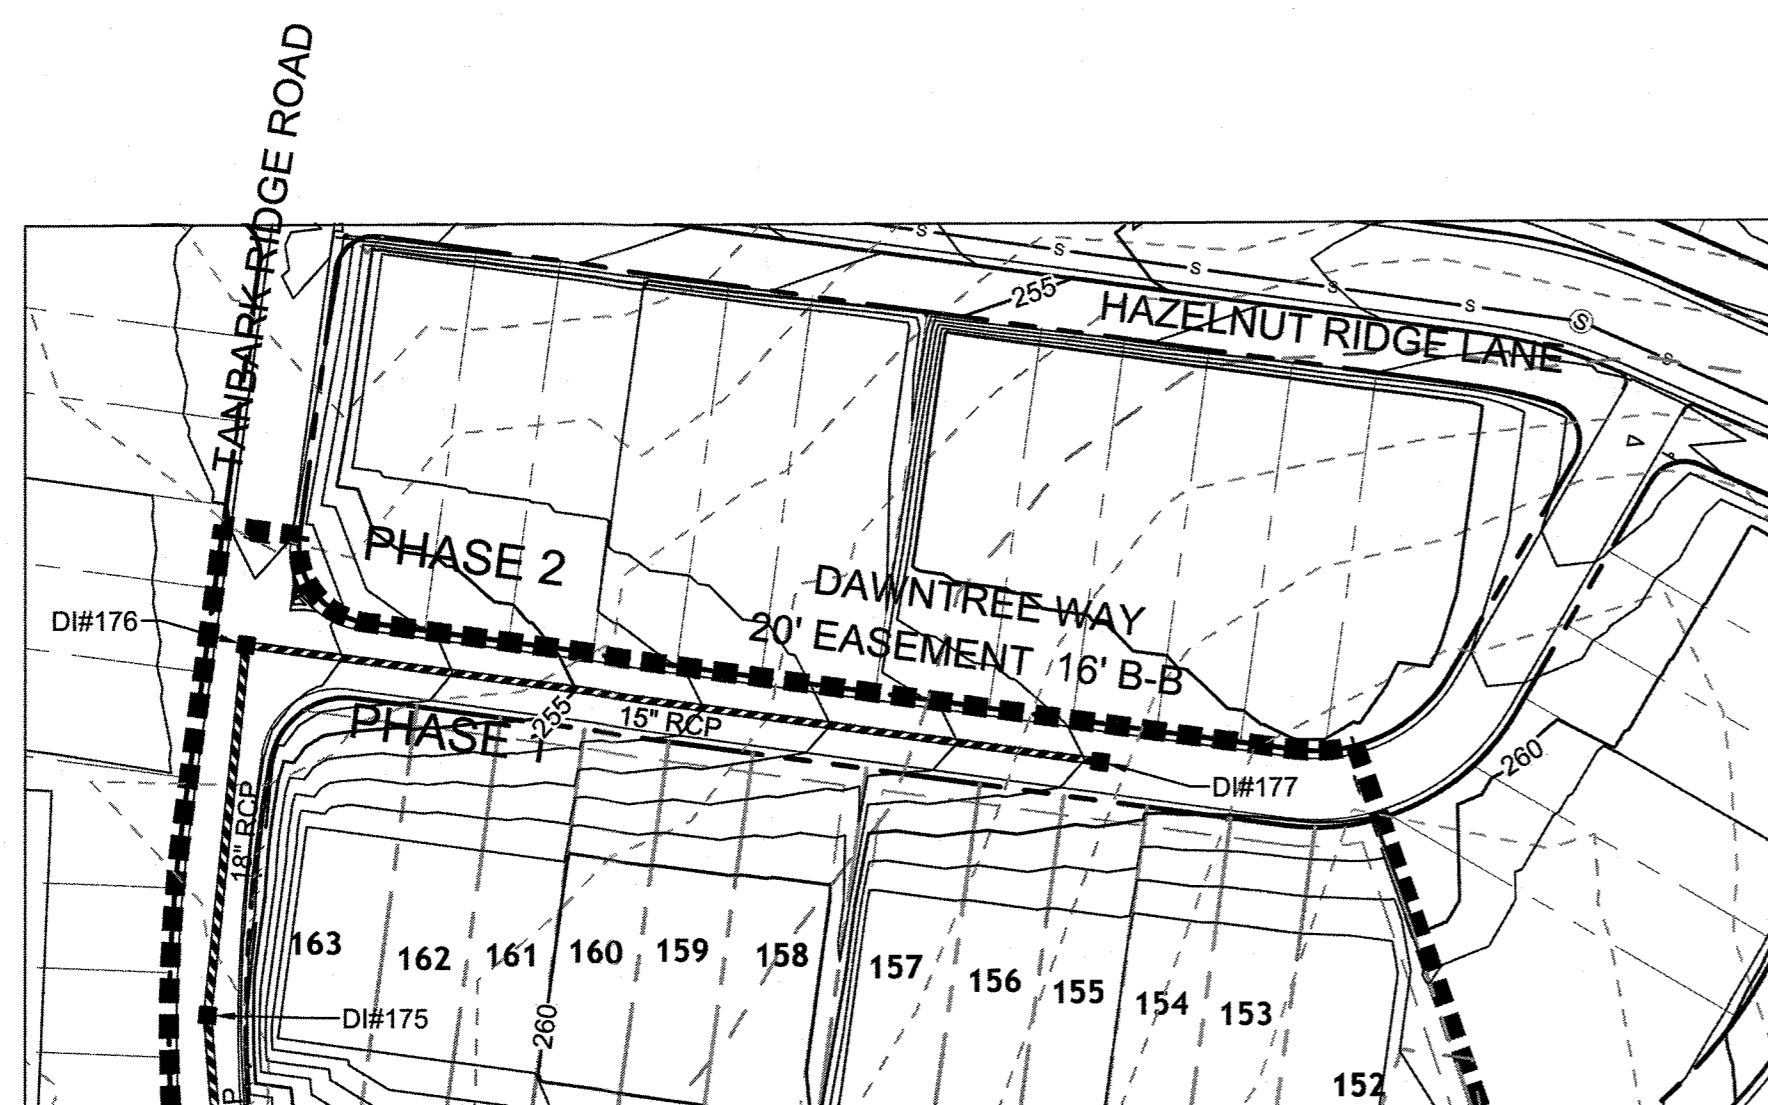 TANBARK RIDGE ROAD
S
S
S
S
S
S
S
255
HAZELNUT RIDGE LANE
PHASE 2
DAWNTREE WAY
20' EASEMENT 16' B-B
DI#176
PHASE 1
255
15" RCP
DI#177
260
18" RCP
163
162
161
160
159
158
157
156
155
154
153
152
DI#175
260
P